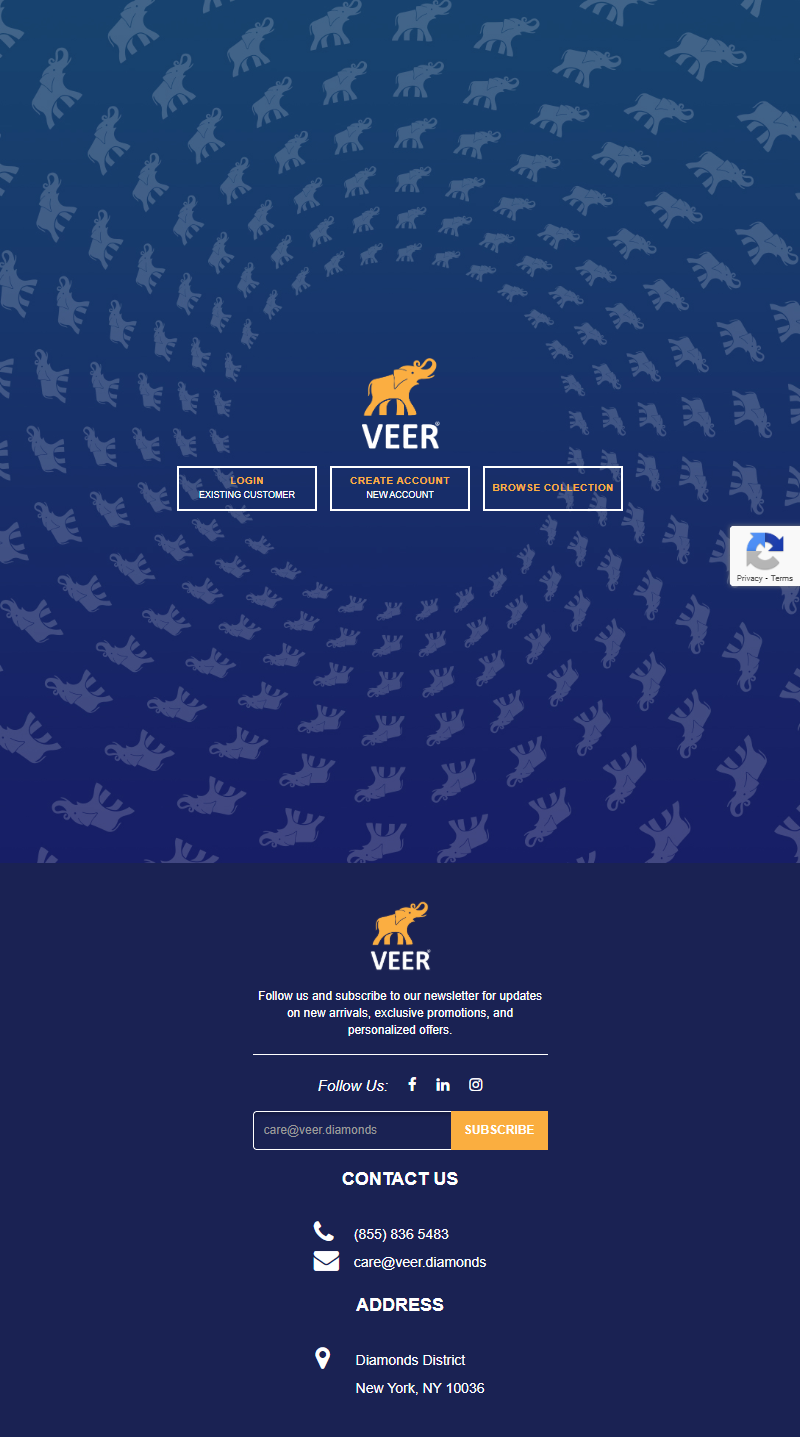 VEER®
LOGIN
EXISTING CUSTOMER
CREATE ACCOUNT
NEW ACCOUNT
BROWSE COLLECTION
Privacy - Terms
VEER
Follow us and subscribe to our newsletter for updates
on new arrivals, exclusive promotions, and
personalized offers.
Follow Us:
care@veer.diamonds SUBSCRIBE
CONTACT US
(855) 836 5483
care@veer.diamonds
ADDRESS
Diamonds District
New York, NY 10036